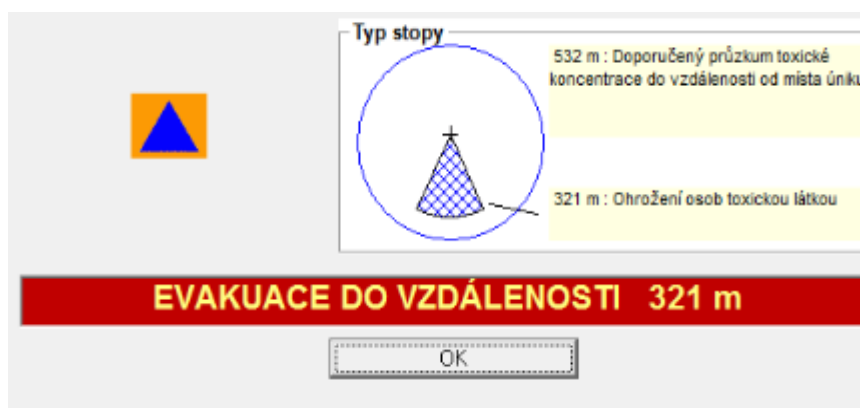 Typ stopy
532 m : Doporučený průzkum toxické
koncentrace do vzdálenosti od místa úniku
321 m : Ohrožení osob toxickou látkou
EVAKUACE DO VZDÁLENOSTI 321 m
OK